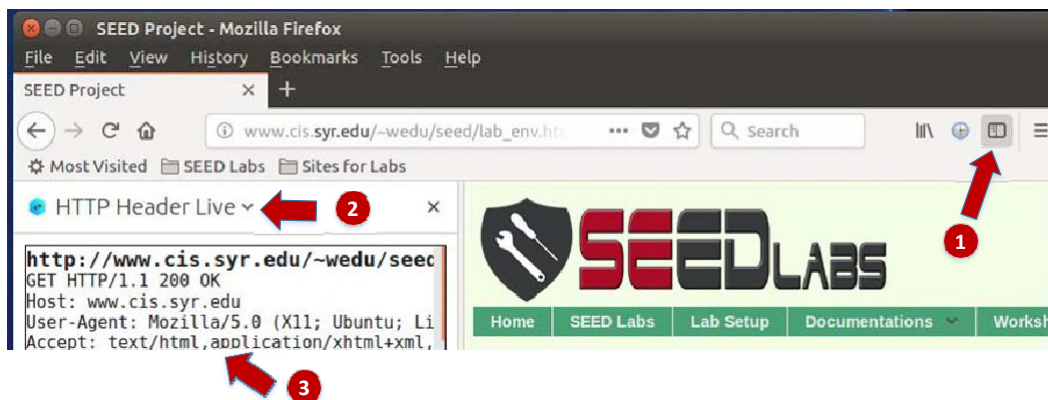 SEED Project - Mozilla Firefox
File Edit View History Bookmarks Tools Help
SEED Project
www.cis.syr.edu/~wedu/seed/lab_env.ht
Search
Most Visited SEED Labs Sites for Labs
HTTP Header Live
2
1
http://www.cis.syr.edu/~wedu/seed
GET HTTP/1.1 200 OK
Host: www.cis.syr.edu
User-Agent: Mozilla/5.0 (X11; Ubuntu; Li
Accept: text/html,application/xhtml+xml,
3
SEEDLABS
Home SEED Labs Lab Setup Documentations Worksh